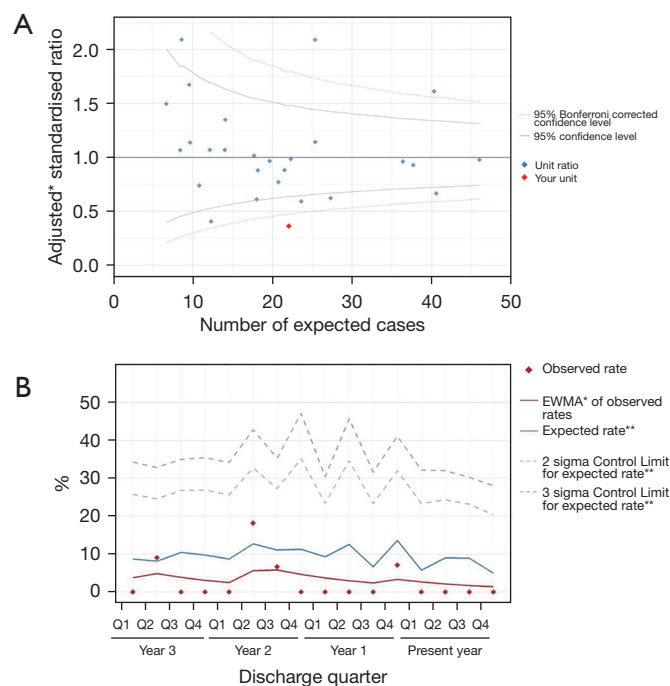 A
Adjusted* standardised ratio
2.0
1.5
1.0
0.5
0.0
0 10 20 30 40 50
Number of expected cases
95% Bonferroni corrected
confidence level
95% confidence level
Unit ratio
Your unit
B
%
50
40
30
20
10
0
Q1 Q2 Q3 Q4 Q1 Q2 Q3 Q4 Q1 Q2 Q3 Q4 Q1 Q2 Q3 Q4
Year 3 Year 2 Year 1 Present year
Discharge quarter
Observed rate
EWMA* of observed
rates
Expected rate**
2 sigma Control Limit
for expected rate**
3 sigma Control Limit
for expected rate**